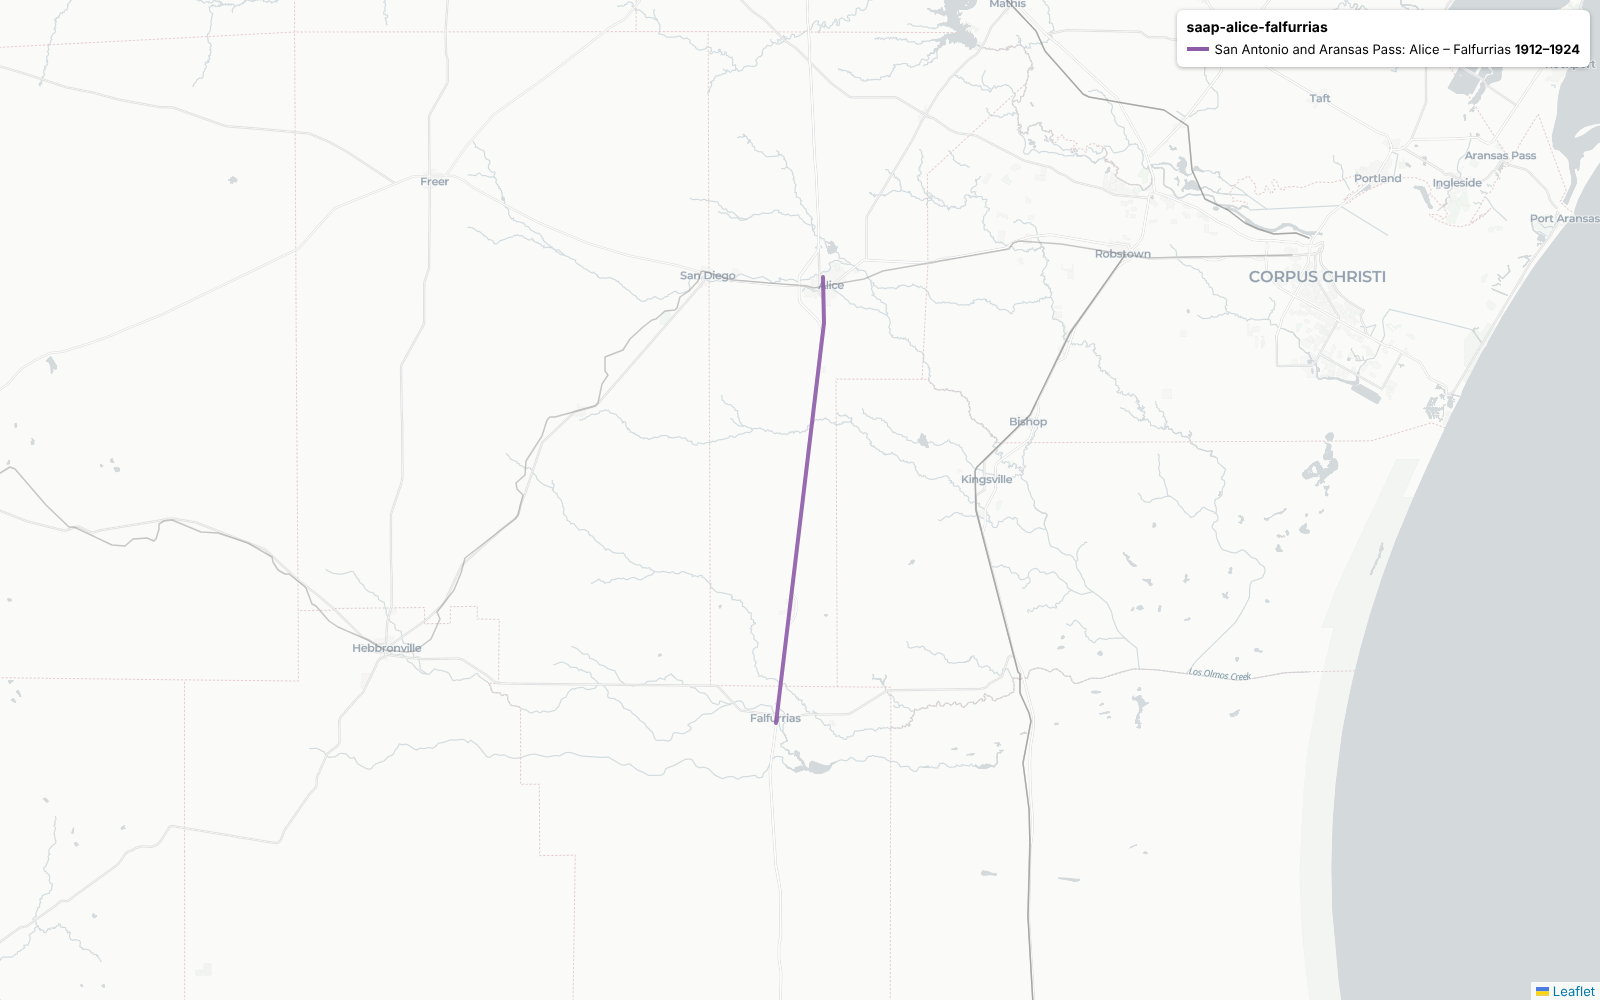 Mathis
saap-alice-falfurrias
San Antonio and Aransas Pass: Alice – Falfurrias 1912–1924
Taft
Aransas Pass
Portland
Ingleside
Freer
Port Aransas
Robstown
San Diego
Alice
CORPUS CHRISTI
Bishop
Kingsville
Hebbronville
Los Olmos Creek
Falfurrias
Leaflet